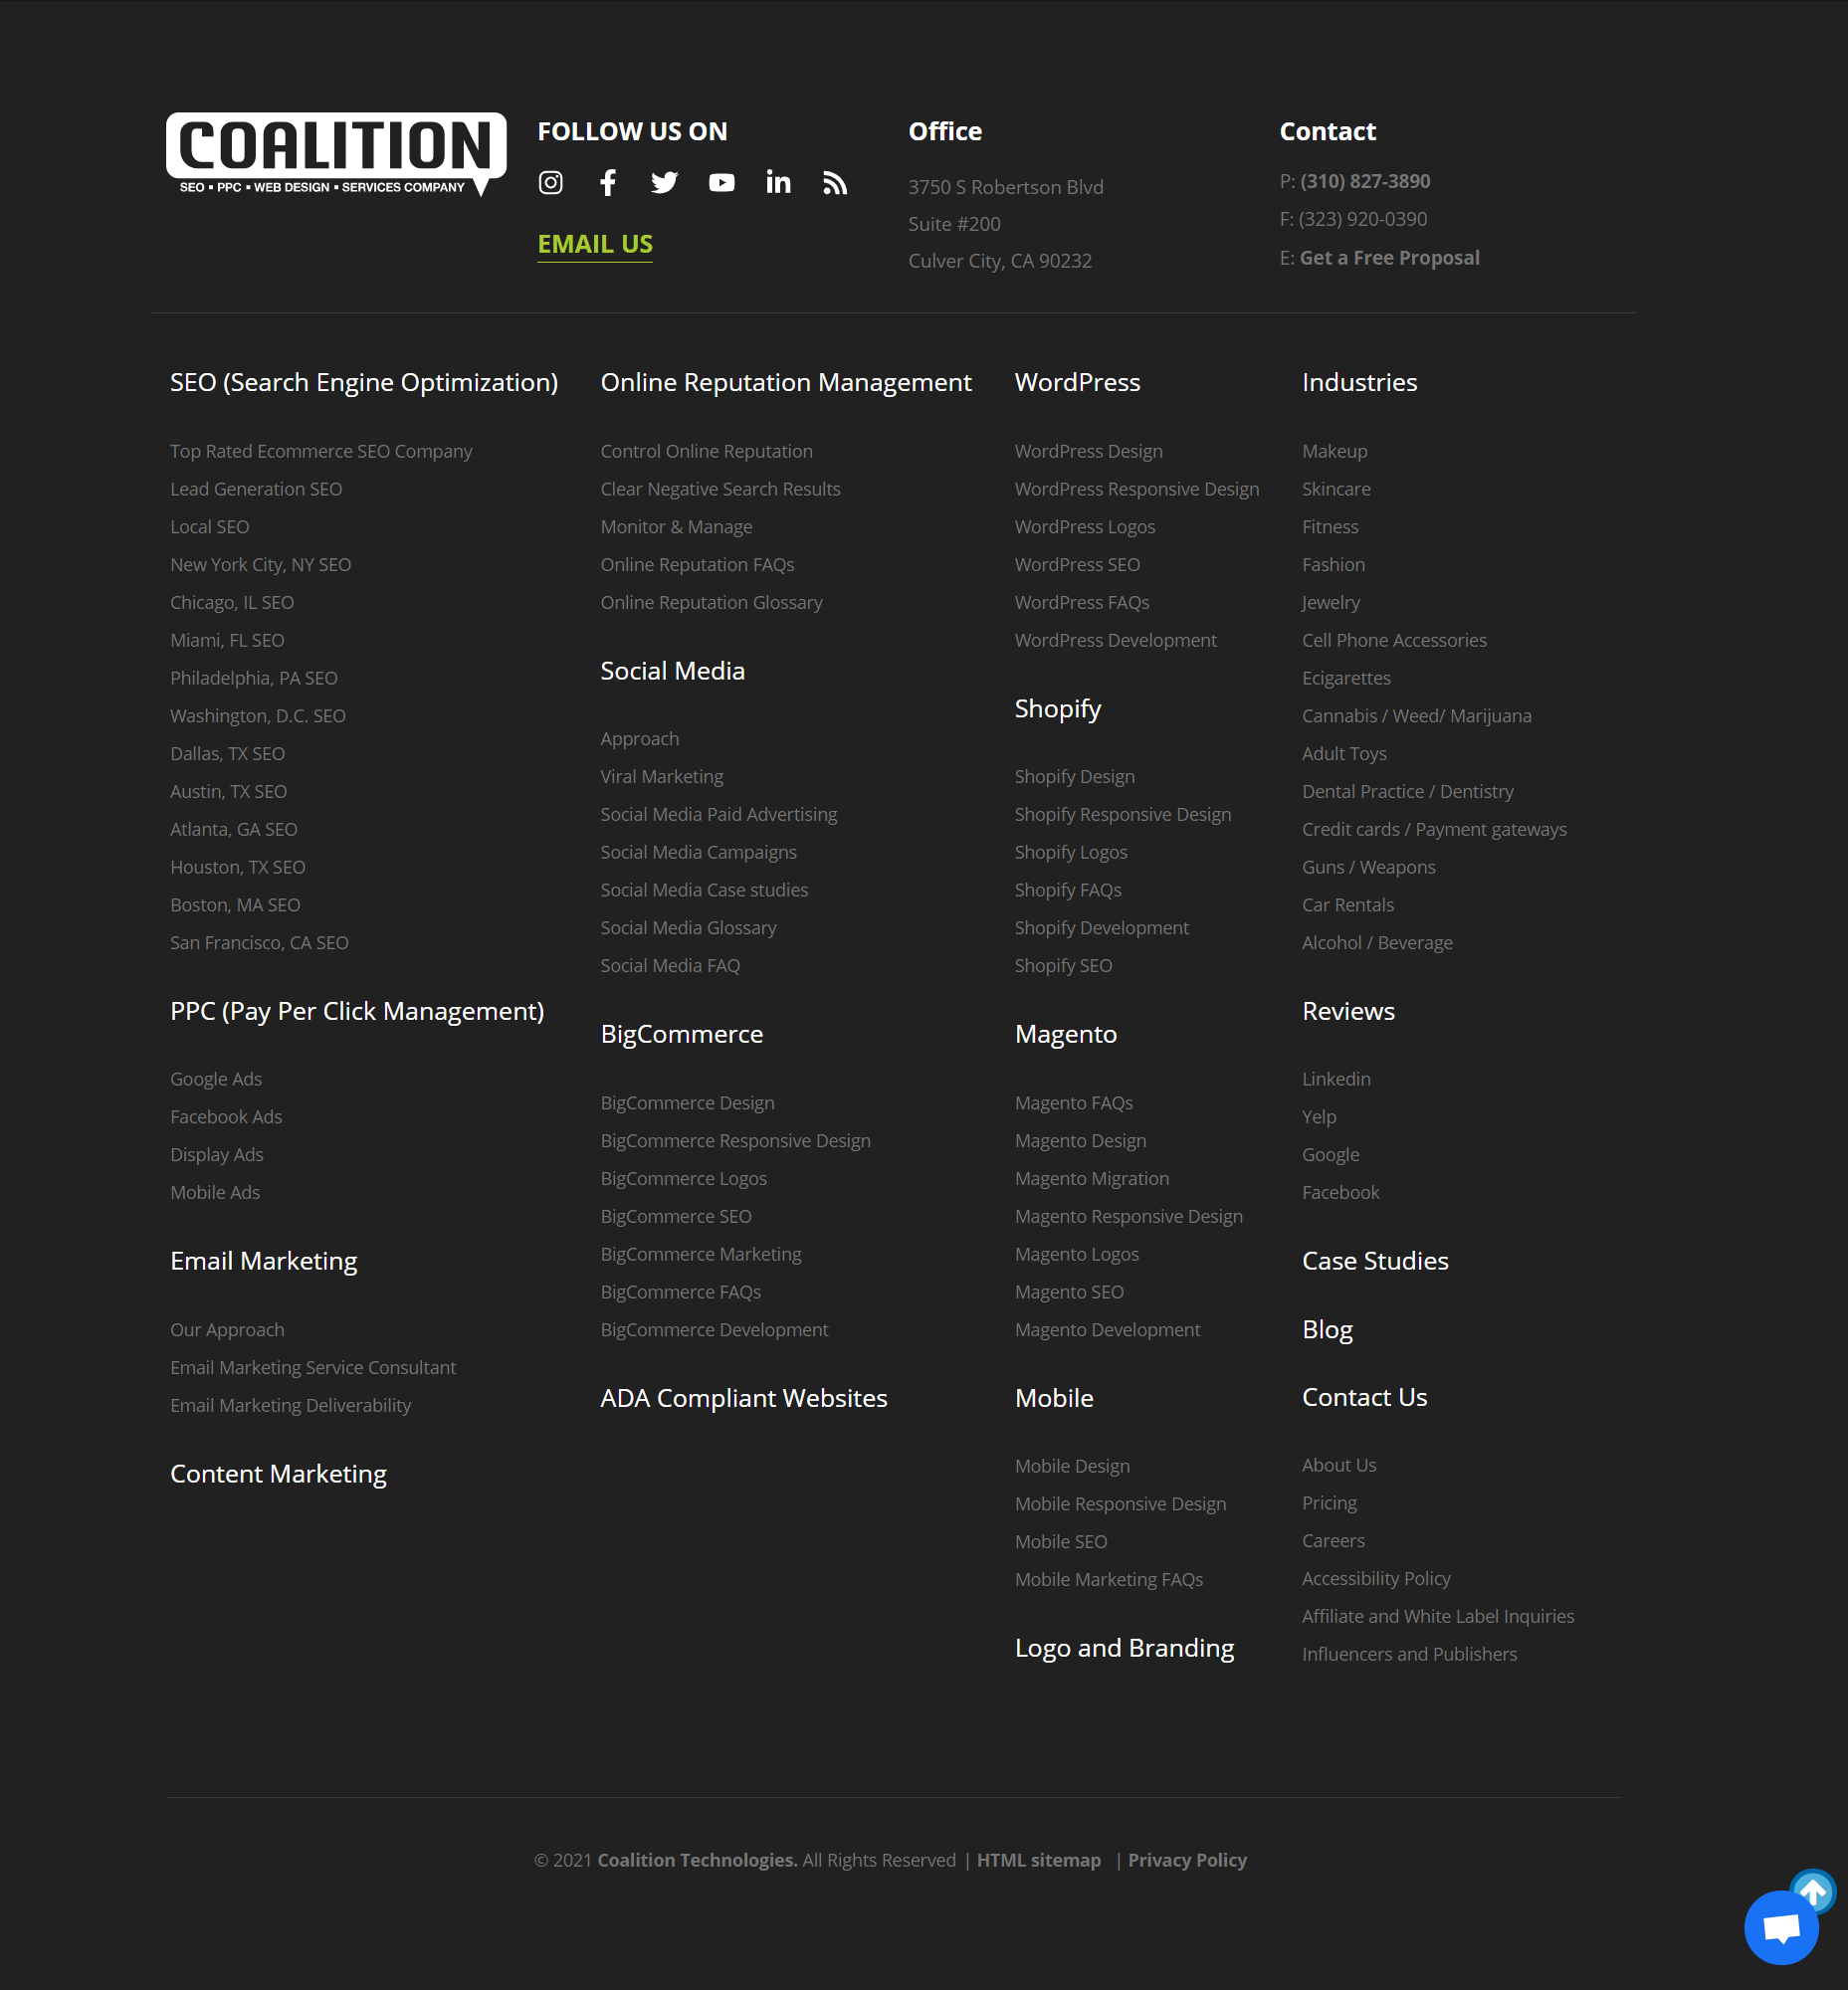 COALITION
SEO • PPC • WEB DESIGN • SERVICES COMPANY
FOLLOW US ON
EMAIL US
Office
3750 S Robertson Blvd
Suite #200
Culver City, CA 90232
Contact
P: (310) 827-3890
F: (323) 920-0390
E: Get a Free Proposal
SEO (Search Engine Optimization)
Top Rated Ecommerce SEO Company
Lead Generation SEO
Local SEO
New York City, NY SEO
Chicago, IL SEO
Miami, FL SEO
Philadelphia, PA SEO
Washington, D.C. SEO
Dallas, TX SEO
Austin, TX SEO
Atlanta, GA SEO
Houston, TX SEO
Boston, MA SEO
San Francisco, CA SEO
PPC (Pay Per Click Management)
Google Ads
Facebook Ads
Display Ads
Mobile Ads
Email Marketing
Our Approach
Email Marketing Service Consultant
Email Marketing Deliverability
Content Marketing
Online Reputation Management
Control Online Reputation
Clear Negative Search Results
Monitor & Manage
Online Reputation FAQs
Online Reputation Glossary
Social Media
Approach
Viral Marketing
Social Media Paid Advertising
Social Media Campaigns
Social Media Case studies
Social Media Glossary
Social Media FAQ
BigCommerce
BigCommerce Design
BigCommerce Responsive Design
BigCommerce Logos
BigCommerce SEO
BigCommerce Marketing
BigCommerce FAQs
BigCommerce Development
ADA Compliant Websites
WordPress
WordPress Design
WordPress Responsive Design
WordPress Logos
WordPress SEO
WordPress FAQs
WordPress Development
Shopify
Shopify Design
Shopify Responsive Design
Shopify Logos
Shopify FAQs
Shopify Development
Shopify SEO
Magento
Magento FAQs
Magento Design
Magento Migration
Magento Responsive Design
Magento Logos
Magento SEO
Magento Development
Mobile
Mobile Design
Mobile Responsive Design
Mobile SEO
Mobile Marketing FAQs
Logo and Branding
Industries
Makeup
Skincare
Fitness
Fashion
Jewelry
Cell Phone Accessories
Ecigarettes
Cannabis / Weed/ Marijuana
Adult Toys
Dental Practice / Dentistry
Credit cards / Payment gateways
Guns / Weapons
Car Rentals
Alcohol / Beverage
Reviews
Linkedin
Yelp
Google
Facebook
Case Studies
Blog
Contact Us
About Us
Pricing
Careers
Accessibility Policy
Affiliate and White Label Inquiries
Influencers and Publishers
© 2021 Coalition Technologies. All Rights Reserved | HTML sitemap | Privacy Policy